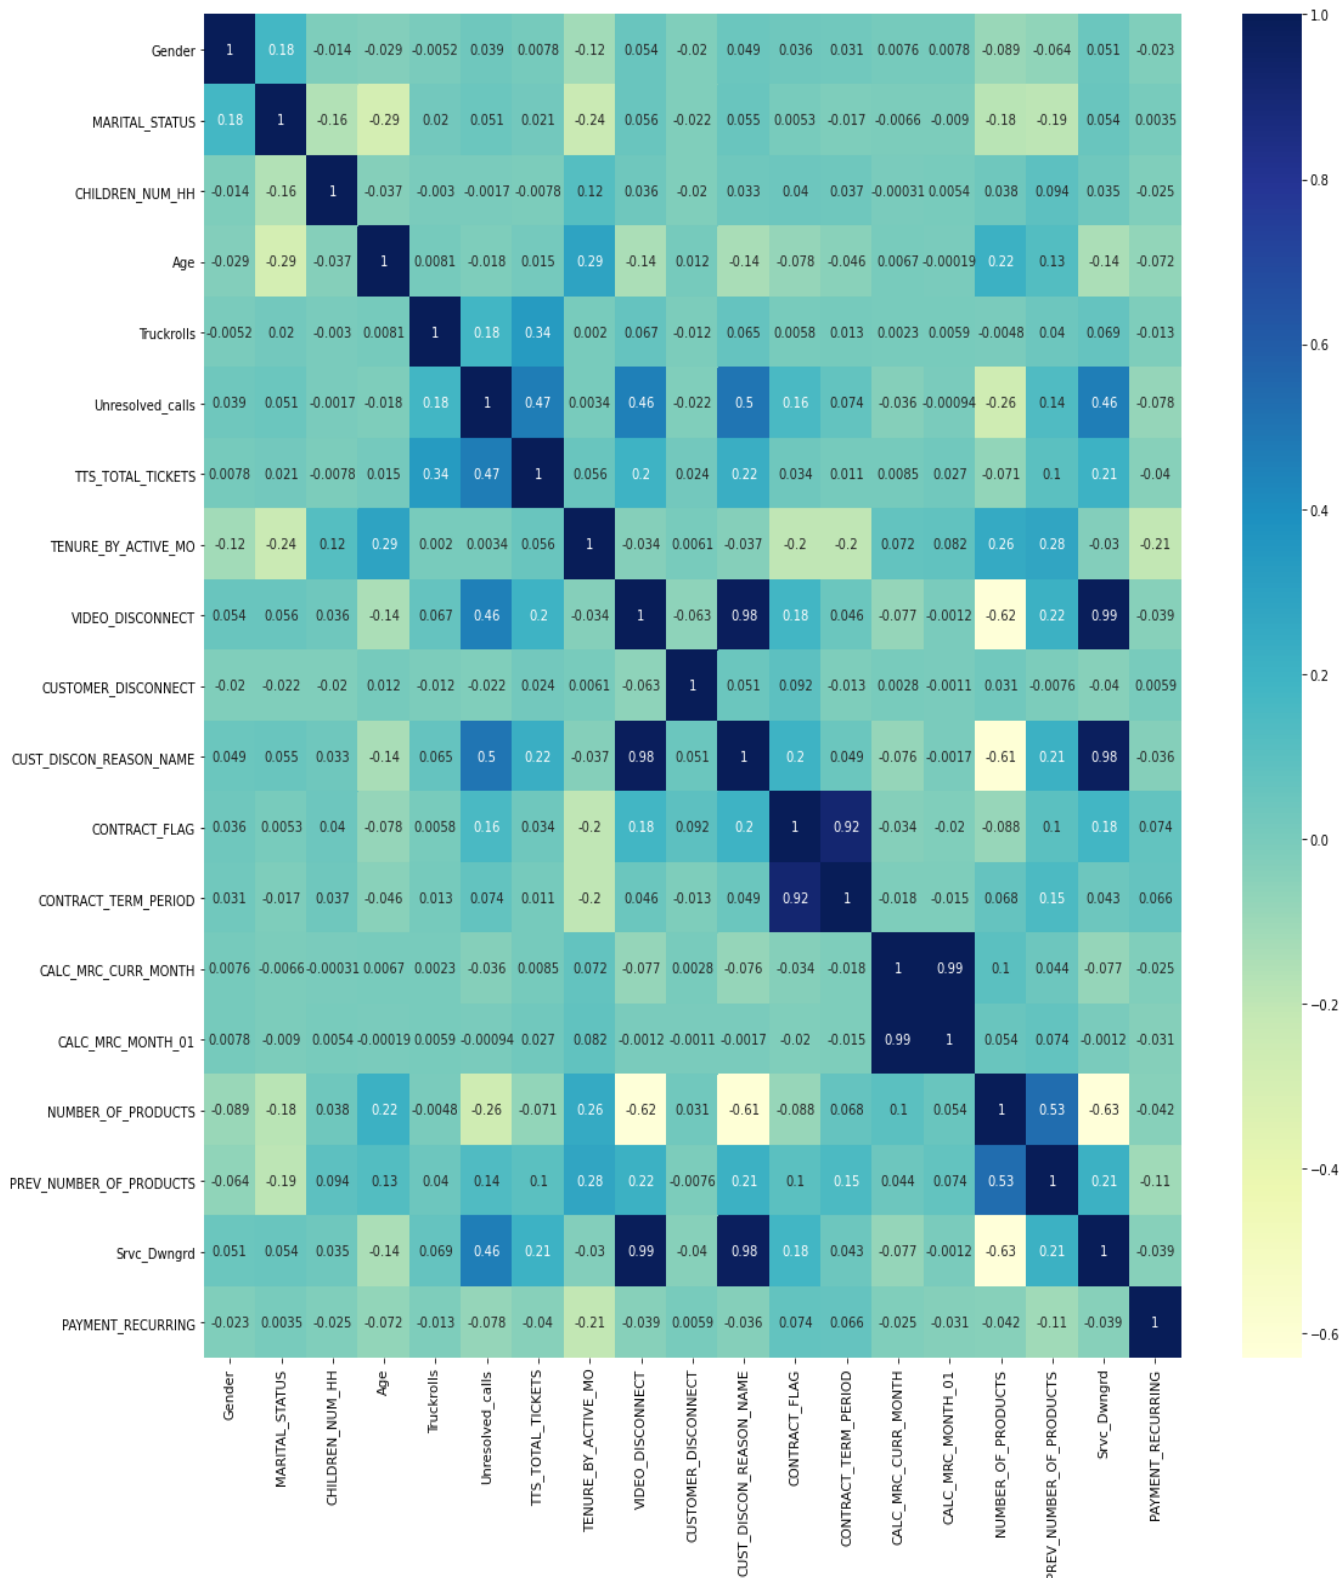 Gender 1 0.18 -0.014 -0.029 -0.0052 0.039 0.0078 -0.12 0.054 -0.02 0.049 0.036 0.031 0.0076 0.0078 -0.089 -0.064 0.051 -0.023
MARITAL_STATUS 0.18 1 -0.16 -0.29 0.02 0.051 0.021 -0.24 0.056 -0.022 0.055 0.0053 -0.017 -0.0066 -0.009 -0.18 -0.19 0.054 0.0035
CHILDREN_NUM_HH -0.014 -0.16 1 -0.037 -0.003 -0.0017 -0.0078 0.12 0.036 -0.02 0.033 0.04 0.037 -0.00031 0.0054 0.038 0.094 0.035 -0.025
Age -0.029 -0.29 -0.037 1 0.0081 -0.018 0.015 0.29 -0.14 0.012 -0.14 -0.078 -0.046 0.0067 -0.00019 0.22 0.13 -0.14 -0.072
Truckrolls -0.0052 0.02 -0.003 0.0081 1 0.18 0.34 0.002 0.067 -0.012 0.065 0.0058 0.013 0.0023 0.0059 -0.0048 0.04 0.069 -0.013
Unresolved_calls 0.039 0.051 -0.0017 -0.018 0.18 1 0.47 0.0034 0.46 -0.022 0.5 0.16 0.074 -0.036 -0.00094 -0.26 0.14 0.46 -0.078
TTS_TOTAL_TICKETS 0.0078 0.021 -0.0078 0.015 0.34 0.47 1 0.056 0.2 0.024 0.22 0.034 0.011 0.0085 0.027 -0.071 0.1 0.21 -0.04
TENURE_BY_ACTIVE_MO -0.12 -0.24 0.12 0.29 0.002 0.0034 0.056 1 -0.034 0.0061 -0.037 -0.2 -0.2 0.072 0.082 0.26 0.28 -0.03 -0.21
VIDEO_DISCONNECT 0.054 0.056 0.036 -0.14 0.067 0.46 0.2 -0.034 1 -0.063 0.98 0.18 0.046 -0.077 -0.0012 -0.62 0.22 0.99 -0.039
CUSTOMER_DISCONNECT -0.02 -0.022 -0.02 0.012 -0.012 -0.022 0.024 0.0061 -0.063 1 0.051 0.092 -0.013 0.0028 -0.0011 0.031 -0.0076 -0.04 0.0059
CUST_DISCON_REASON_NAME 0.049 0.055 0.033 -0.14 0.065 0.5 0.22 -0.037 0.98 0.051 1 0.2 0.049 -0.076 -0.0017 -0.61 0.21 0.98 -0.036
CONTRACT_FLAG 0.036 0.0053 0.04 -0.078 0.0058 0.16 0.034 -0.2 0.18 0.092 0.2 1 0.92 -0.034 -0.02 -0.088 0.1 0.18 0.074
CONTRACT_TERM_PERIOD 0.031 -0.017 0.037 -0.046 0.013 0.074 0.011 -0.2 0.046 -0.013 0.049 0.92 1 -0.018 -0.015 0.068 0.15 0.043 0.066
CALC_MRC_CURR_MONTH 0.0076 -0.0066 -0.00031 0.0067 0.0023 -0.036 0.0085 0.072 -0.077 0.0028 -0.076 -0.034 -0.018 1 0.99 0.1 0.044 -0.077 -0.025
CALC_MRC_MONTH_01 0.0078 -0.009 0.0054 -0.00019 0.0059 -0.00094 0.027 0.082 -0.0012 -0.0011 -0.0017 -0.02 -0.015 0.99 1 0.054 0.074 -0.0012 -0.031
NUMBER_OF_PRODUCTS -0.089 -0.18 0.038 0.22 -0.0048 -0.26 -0.071 0.26 -0.62 0.031 -0.61 -0.088 0.068 0.1 0.054 1 0.53 -0.63 -0.042
PREV_NUMBER_OF_PRODUCTS -0.064 -0.19 0.094 0.13 0.04 0.14 0.1 0.28 0.22 -0.0076 0.21 0.1 0.15 0.044 0.074 0.53 1 0.21 -0.11
Srvc_Dwngrd 0.051 0.054 0.035 -0.14 0.069 0.46 0.21 -0.03 0.99 -0.04 0.98 0.18 0.043 -0.077 -0.0012 -0.63 0.21 1 -0.039
PAYMENT_RECURRING -0.023 0.0035 -0.025 -0.072 -0.013 -0.078 -0.04 -0.21 -0.039 0.0059 -0.036 0.074 0.066 -0.025 -0.031 -0.042 -0.11 -0.039 1
Gender
MARITAL_STATUS
CHILDREN_NUM_HH
Age
Truckrolls
Unresolved_calls
TTS_TOTAL_TICKETS
TENURE_BY_ACTIVE_MO
VIDEO_DISCONNECT
CUSTOMER_DISCONNECT
CUST_DISCON_REASON_NAME
CONTRACT_FLAG
CONTRACT_TERM_PERIOD
CALC_MRC_CURR_MONTH
CALC_MRC_MONTH_01
NUMBER_OF_PRODUCTS
PREV_NUMBER_OF_PRODUCTS
Srvc_Dwngrd
PAYMENT_RECURRING
1.0
0.8
0.6
0.4
0.2
0.0
−0.2
−0.4
−0.6